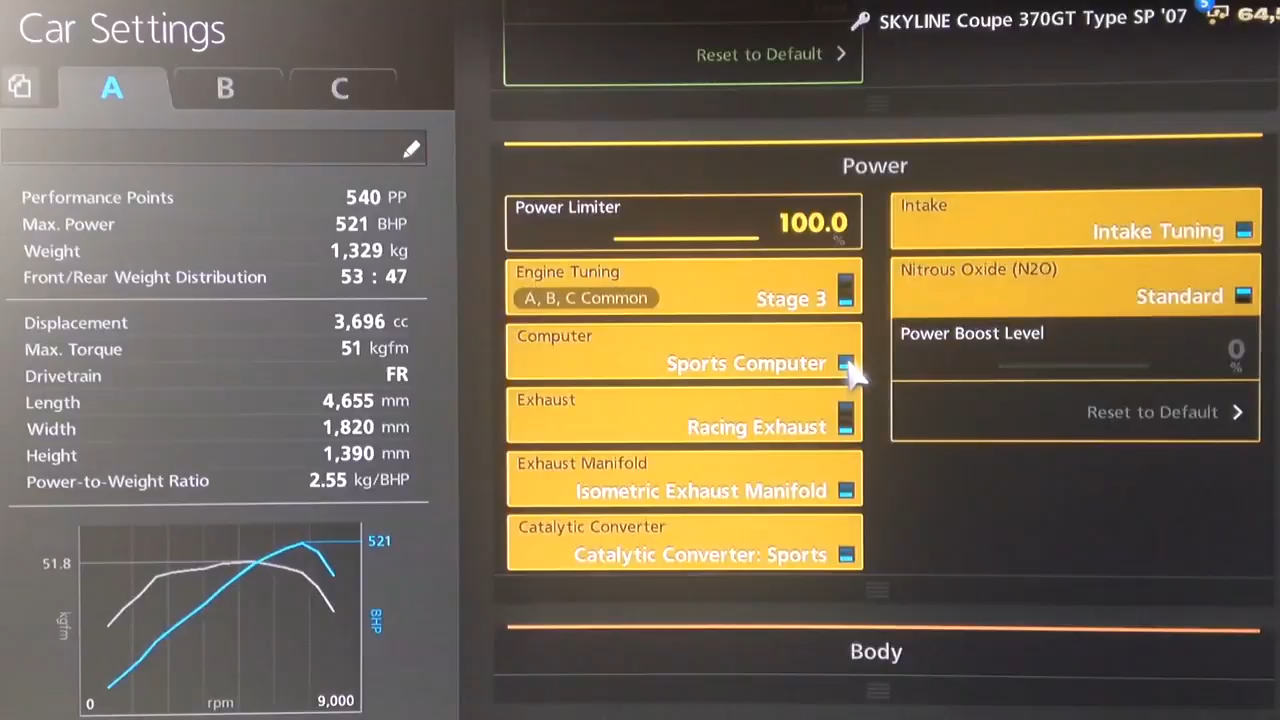 Car Settings
SKYLINE Coupe 370GT Type SP '07
5
64,5
Reset to Default
A
B
C
Performance Points 540 PP
Max. Power 521 BHP
Weight 1,329 kg
Front/Rear Weight Distribution 53 : 47
Displacement 3,696 cc
Max. Torque 51 kgfm
Drivetrain FR
Length 4,655 mm
Width 1,820 mm
Height 1,390 mm
Power-to-Weight Ratio 2.55 kg/BHP
51.8
521
kgfm
BHP
0 rpm 9,000
Power
Power Limiter
100.0
%
Engine Tuning
A, B, C Common
Stage 3
Computer
Sports Computer
Exhaust
Racing Exhaust
Exhaust Manifold
Isometric Exhaust Manifold
Catalytic Converter
Catalytic Converter: Sports
Intake
Intake Tuning
Nitrous Oxide (N2O)
Standard
Power Boost Level
0
%
Reset to Default
Body